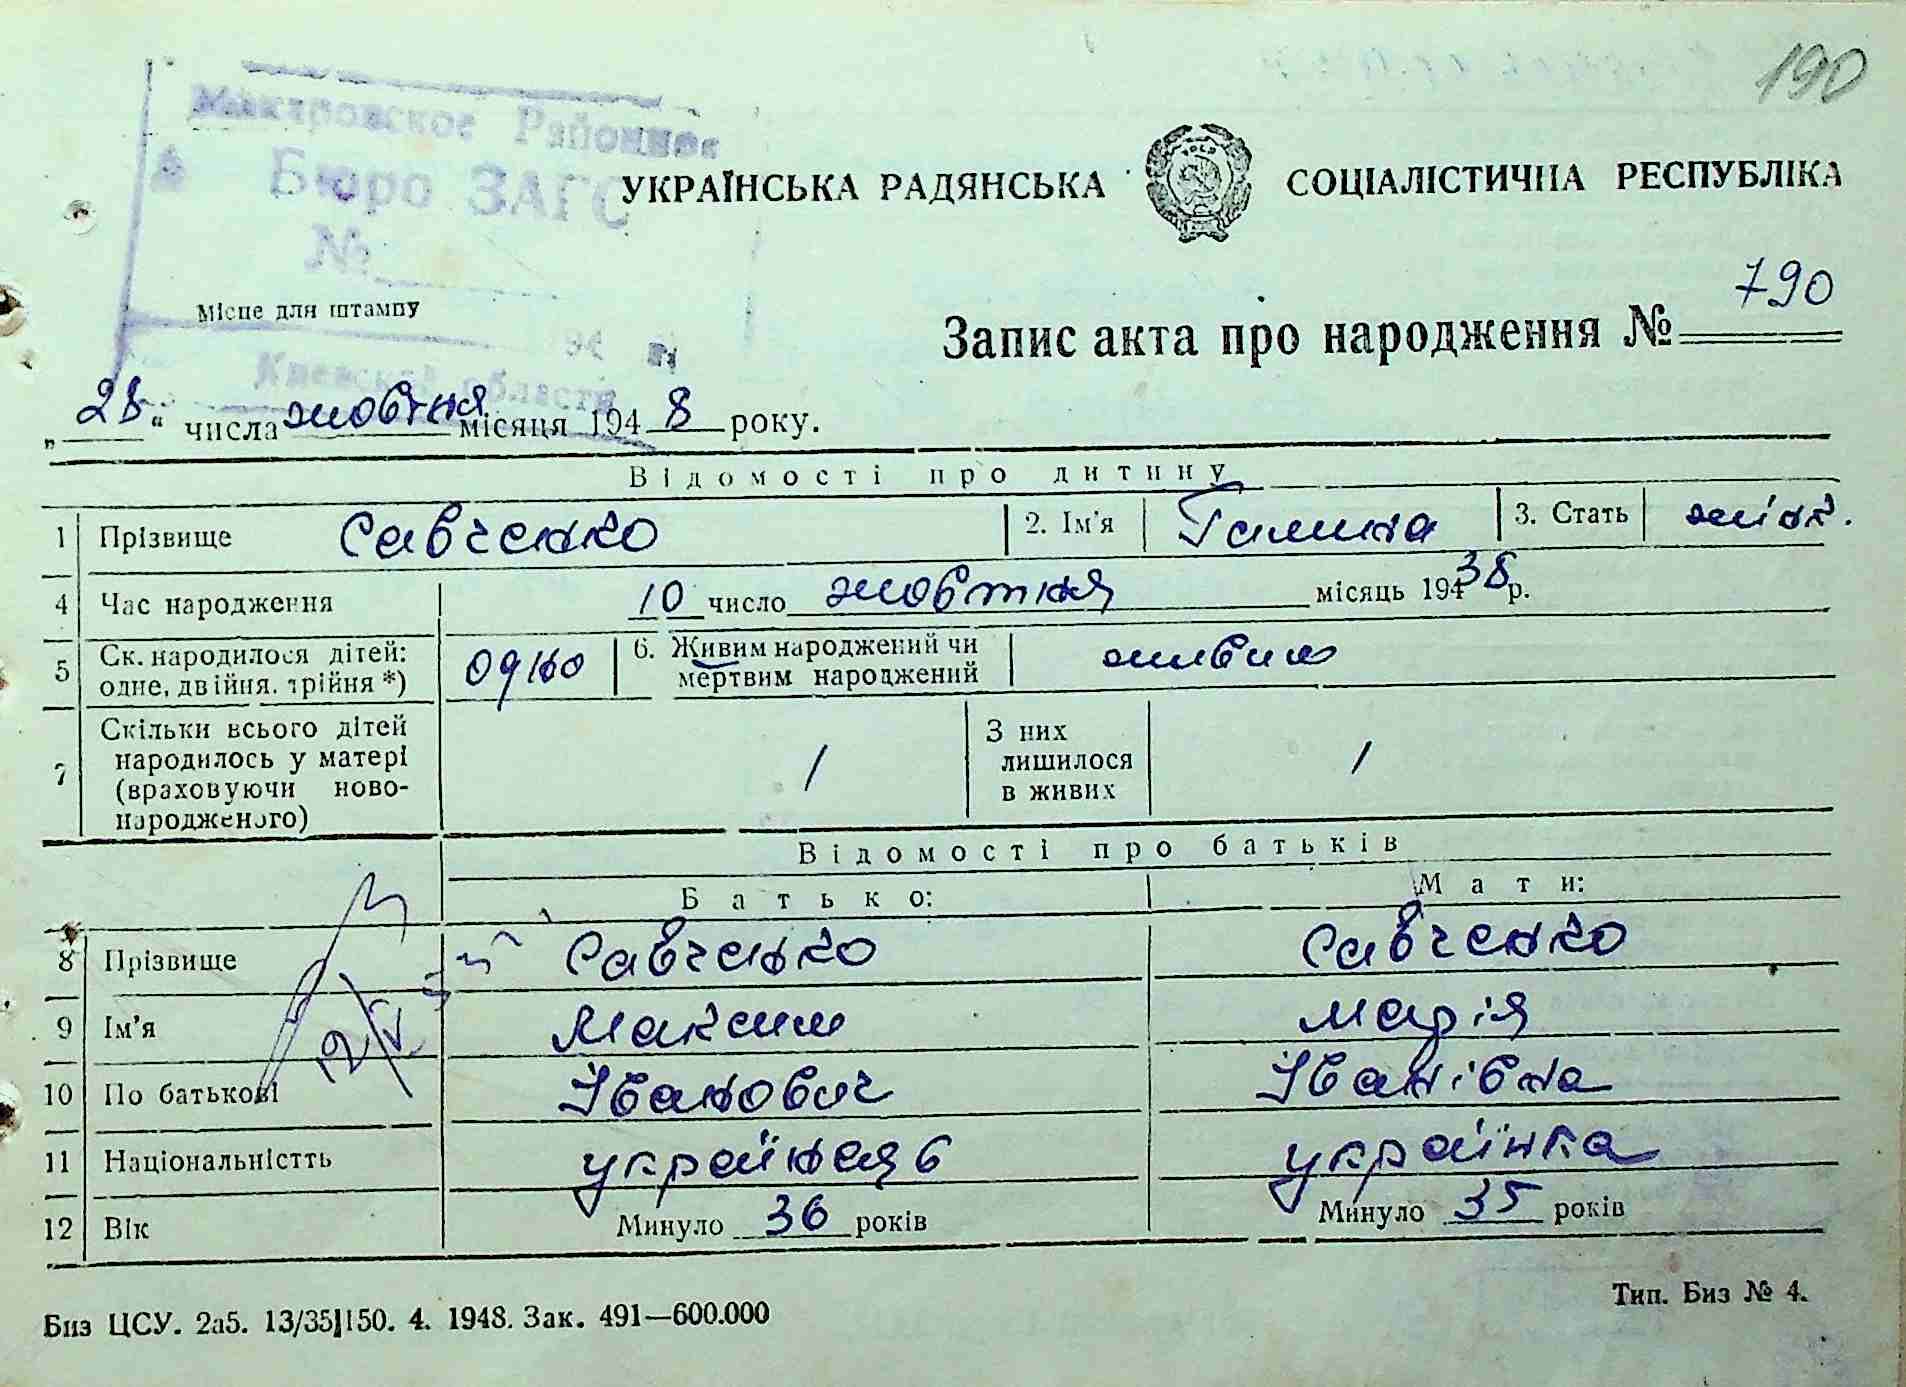 190
Макаровское Районное
Бюро ЗАГС
№
УКРАЇНСЬКА РАДЯНСЬКА СОЦІАЛІСТИЧНА РЕСПУБЛІКА
Місце для штампу
194
Киевской области
Запис акта про народження № 790
„28“ числа жовтня місяця 1948 року.
Відомості про дитину
1 Прізвище Савченко 2. Ім'я Галина 3. Стать жіноч.
4 Час народження 10 число жовтня місяць 194 38 р.
5 Ск. народилося дітей: одне, двійня, трійня *) одно 6. Живим народжений чи мертвим народжений живим
7 Скільки всього дітей
народилось у матері
(враховуючи ново-
народженого) 1 З них
лишилося
в живих 1
Відомості про батьків
Батько: Мати:
8 Прізвище Савченко Савченко
9 Ім'я Максим Марія
10 По батькові Іванович Іванівна
11 Національністть українець українка
12 Вік Минуло 36 років Минуло 35 років
Биз ЦСУ. 2а5. 13/35]150. 4. 1948. Зак. 491—600.000
Тип. Биз № 4.